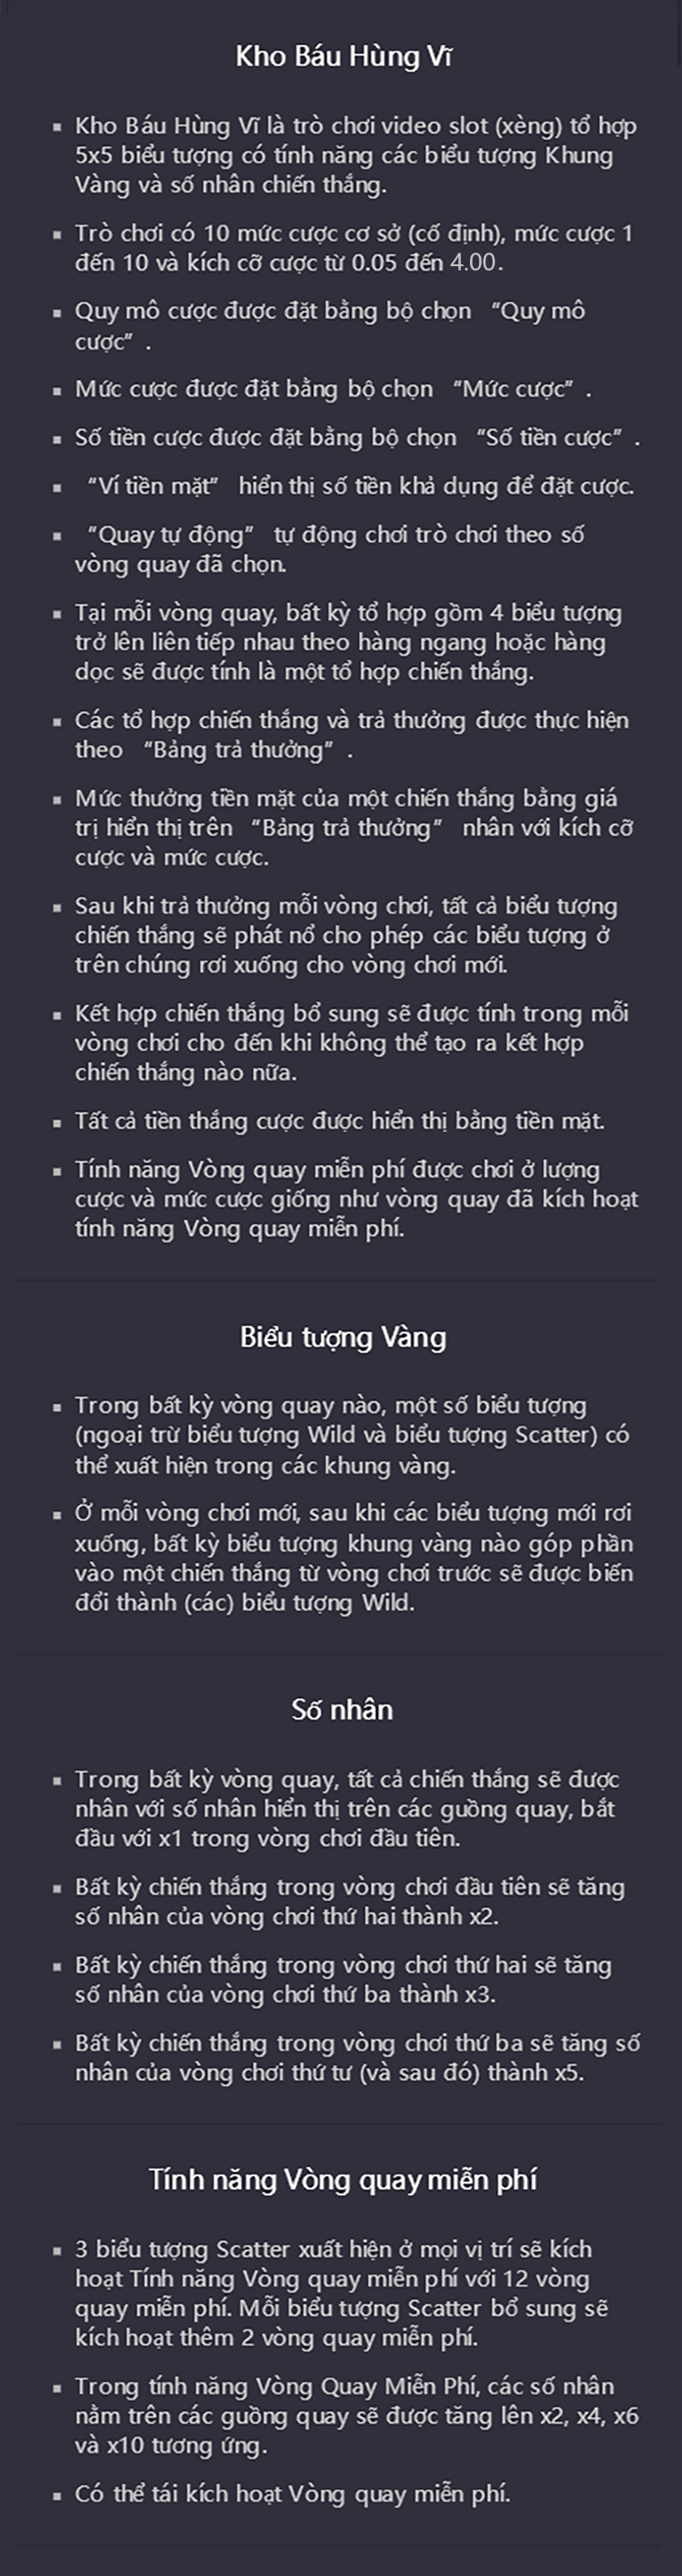 Kho Báu Hùng Vĩ
▪ Kho Báu Hùng Vĩ là trò chơi video slot (xèng) tổ hợp
5x5 biểu tượng có tính năng các biểu tượng Khung
Vàng và số nhân chiến thắng.
▪ Trò chơi có 10 mức cược cơ sở (cố định), mức cược 1
đến 10 và kích cỡ cược từ 0.05 đến 4.00.
▪ Quy mô cược được đặt bằng bộ chọn “Quy mô
cược” .
▪ Mức cược được đặt bằng bộ chọn “Mức cược” .
▪ Số tiền cược được đặt bằng bộ chọn “Số tiền cược” .
▪ “Ví tiền mặt” hiển thị số tiền khả dụng để đặt cược.
▪ “Quay tự động” tự động chơi trò chơi theo số
vòng quay đã chọn.
▪ Tại mỗi vòng quay, bất kỳ tổ hợp gồm 4 biểu tượng
trở lên liên tiếp nhau theo hàng ngang hoặc hàng
dọc sẽ được tính là một tổ hợp chiến thắng.
▪ Các tổ hợp chiến thắng và trả thưởng được thực hiện
theo “Bảng trả thưởng” .
▪ Mức thưởng tiền mặt của một chiến thắng bằng giá
trị hiển thị trên “Bảng trả thưởng” nhân với kích cỡ
cược và mức cược.
▪ Sau khi trả thưởng mỗi vòng chơi, tất cả biểu tượng
chiến thắng sẽ phát nổ cho phép các biểu tượng ở
trên chúng rơi xuống cho vòng chơi mới.
▪ Kết hợp chiến thắng bổ sung sẽ được tính trong mỗi
vòng chơi cho đến khi không thể tạo ra kết hợp
chiến thắng nào nữa.
▪ Tất cả tiền thắng cược được hiển thị bằng tiền mặt.
▪ Tính năng Vòng quay miễn phí được chơi ở lượng
cược và mức cược giống như vòng quay đã kích hoạt
tính năng Vòng quay miễn phí.
Biểu tượng Vàng
▪ Trong bất kỳ vòng quay nào, một số biểu tượng
(ngoại trừ biểu tượng Wild và biểu tượng Scatter) có
thể xuất hiện trong các khung vàng.
▪ Ở mỗi vòng chơi mới, sau khi các biểu tượng mới rơi
xuống, bất kỳ biểu tượng khung vàng nào góp phần
vào một chiến thắng từ vòng chơi trước sẽ được biến
đổi thành (các) biểu tượng Wild.
Số nhân
▪ Trong bất kỳ vòng quay, tất cả chiến thắng sẽ được
nhân với số nhân hiển thị trên các guồng quay, bắt
đầu với x1 trong vòng chơi đầu tiên.
▪ Bất kỳ chiến thắng trong vòng chơi đầu tiên sẽ tăng
số nhân của vòng chơi thứ hai thành x2.
▪ Bất kỳ chiến thắng trong vòng chơi thứ hai sẽ tăng
số nhân của vòng chơi thứ ba thành x3.
▪ Bất kỳ chiến thắng trong vòng chơi thứ ba sẽ tăng số
nhân của vòng chơi thứ tư (và sau đó) thành x5.
Tính năng Vòng quay miễn phí
▪ 3 biểu tượng Scatter xuất hiện ở mọi vị trí sẽ kích
hoạt Tính năng Vòng quay miễn phí với 12 vòng
quay miễn phí. Mỗi biểu tượng Scatter bổ sung sẽ
kích hoạt thêm 2 vòng quay miễn phí.
▪ Trong tính năng Vòng Quay Miễn Phí, các số nhân
nằm trên các guồng quay sẽ được tăng lên x2, x4, x6
và x10 tương ứng.
▪ Có thể tái kích hoạt Vòng quay miễn phí.